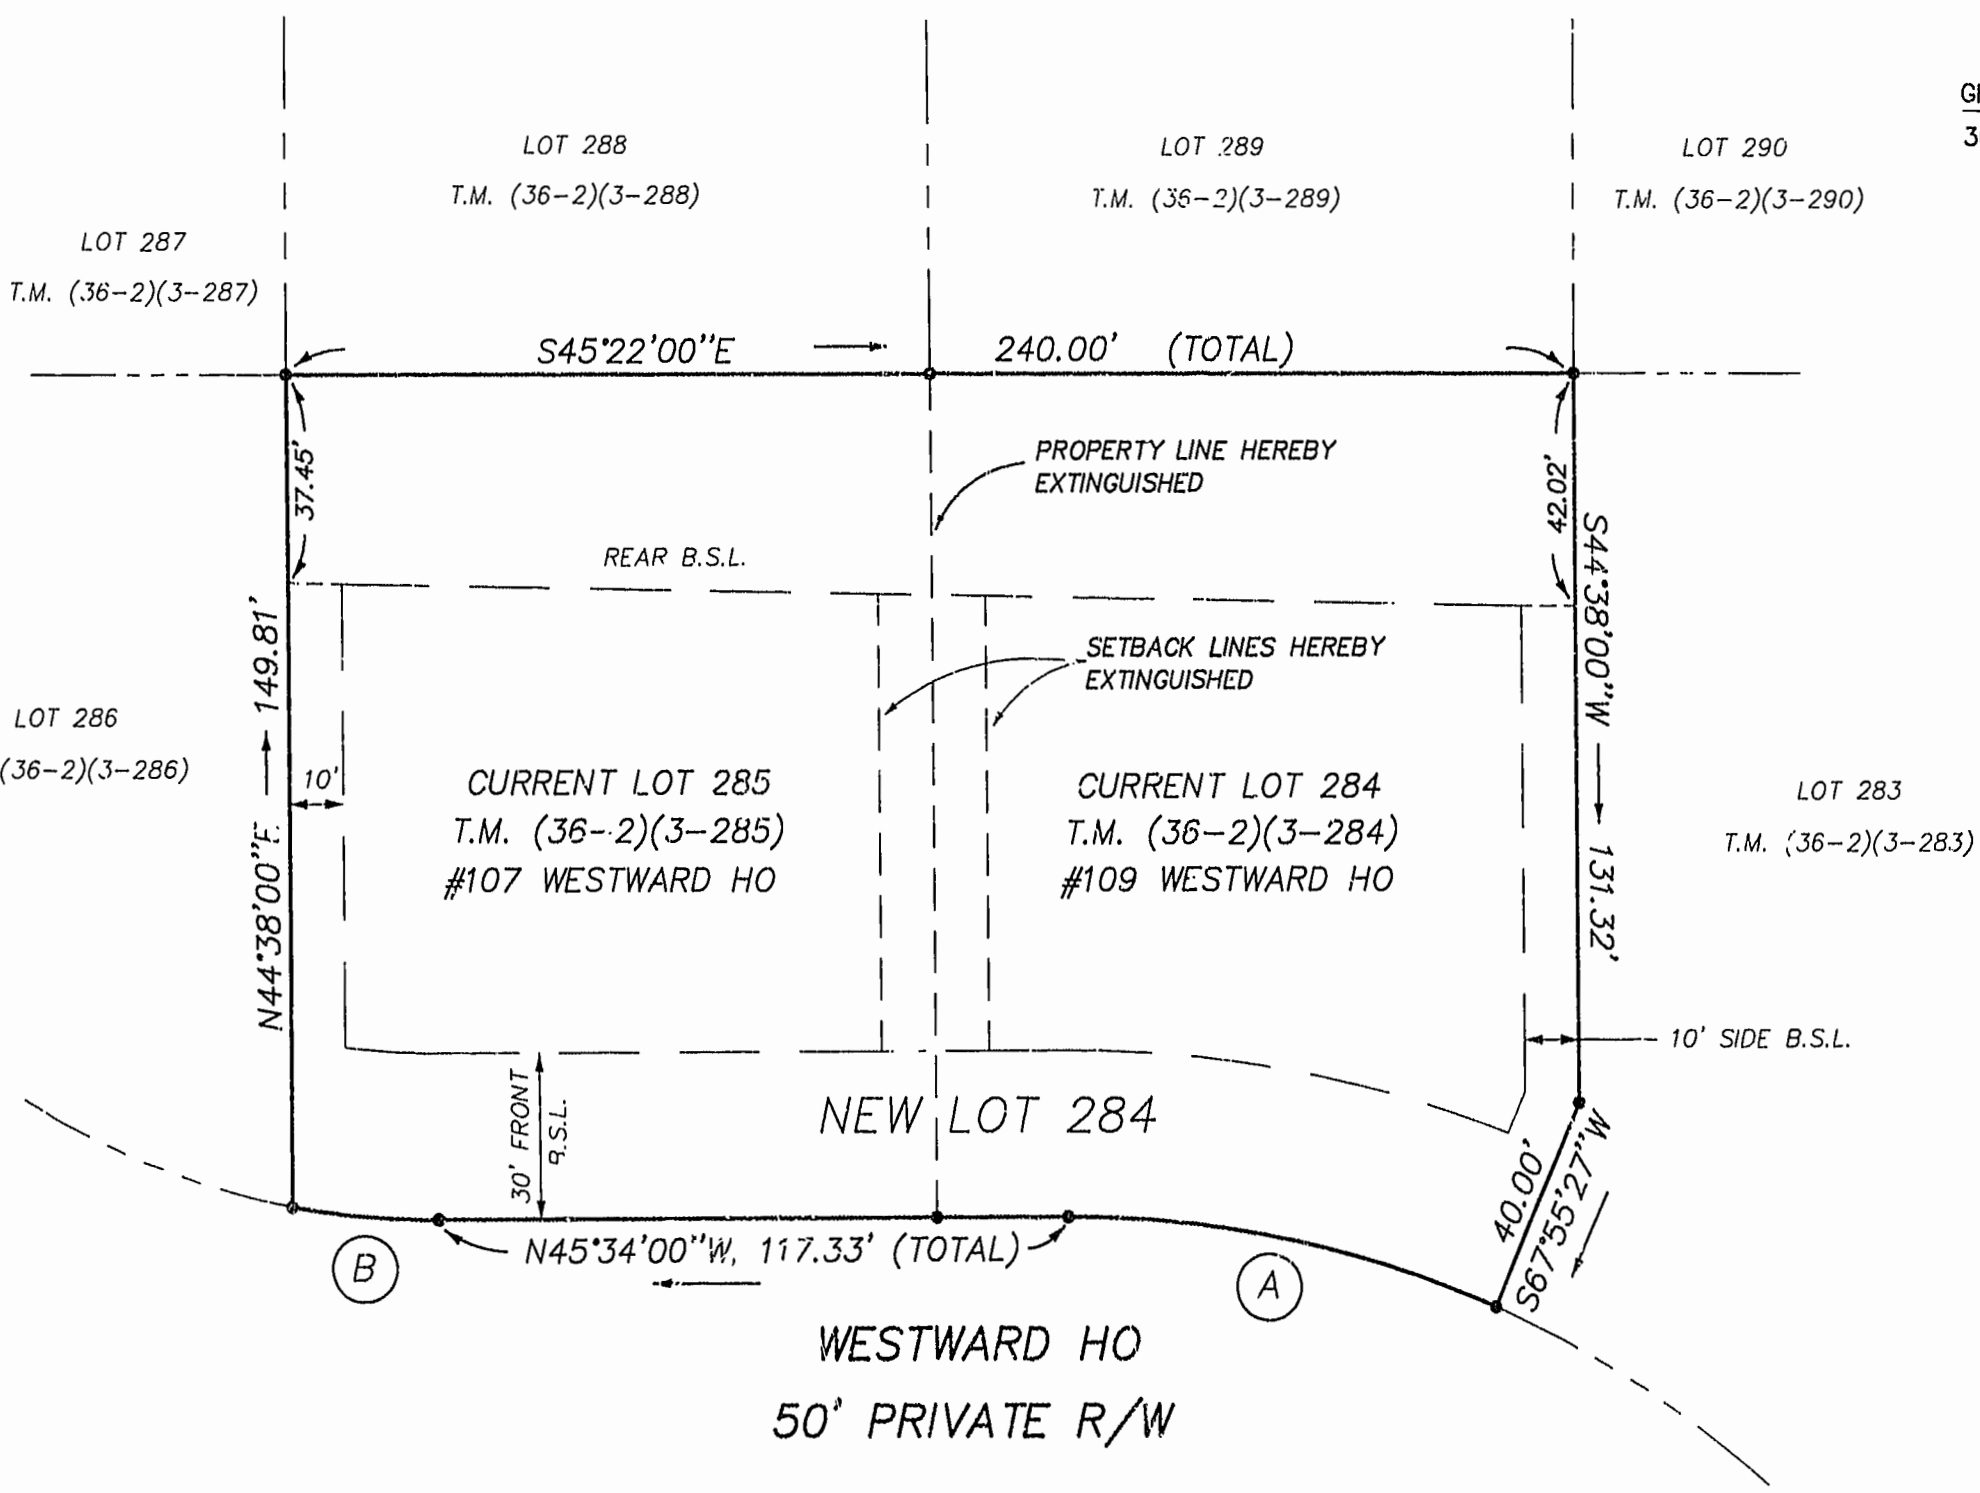 GI
3
LOT 288
T.M. (36-2)(3-288)
LOT 289
T.M. (36-2)(3-289)
LOT 290
T.M. (36-2)(3-290)
LOT 287
T.M. (36-2)(3-287)
S45°22'00"E
240.00' (TOTAL)
37.45'
42.02'
PROPERTY LINE HEREBY
EXTINGUISHED
REAR B.S.L.
SETBACK LINES HEREBY
EXTINGUISHED
N44°38'00"E 149.81'
S44°38'00"W 131.32'
LOT 286
(36-2)(3-286)
10'
CURRENT LOT 285
T.M. (36-2)(3-285)
#107 WESTWARD HO
CURRENT LOT 284
T.M. (36-2)(3-284)
#109 WESTWARD HO
LOT 283
T.M. (36-2)(3-283)
10' SIDE B.S.L.
30' FRONT
B.S.L.
NEW LOT 284
40.00'
S67°55'27"W
N45°34'00"W, 117.33' (TOTAL)
B
A
WESTWARD HO
50' PRIVATE R/W